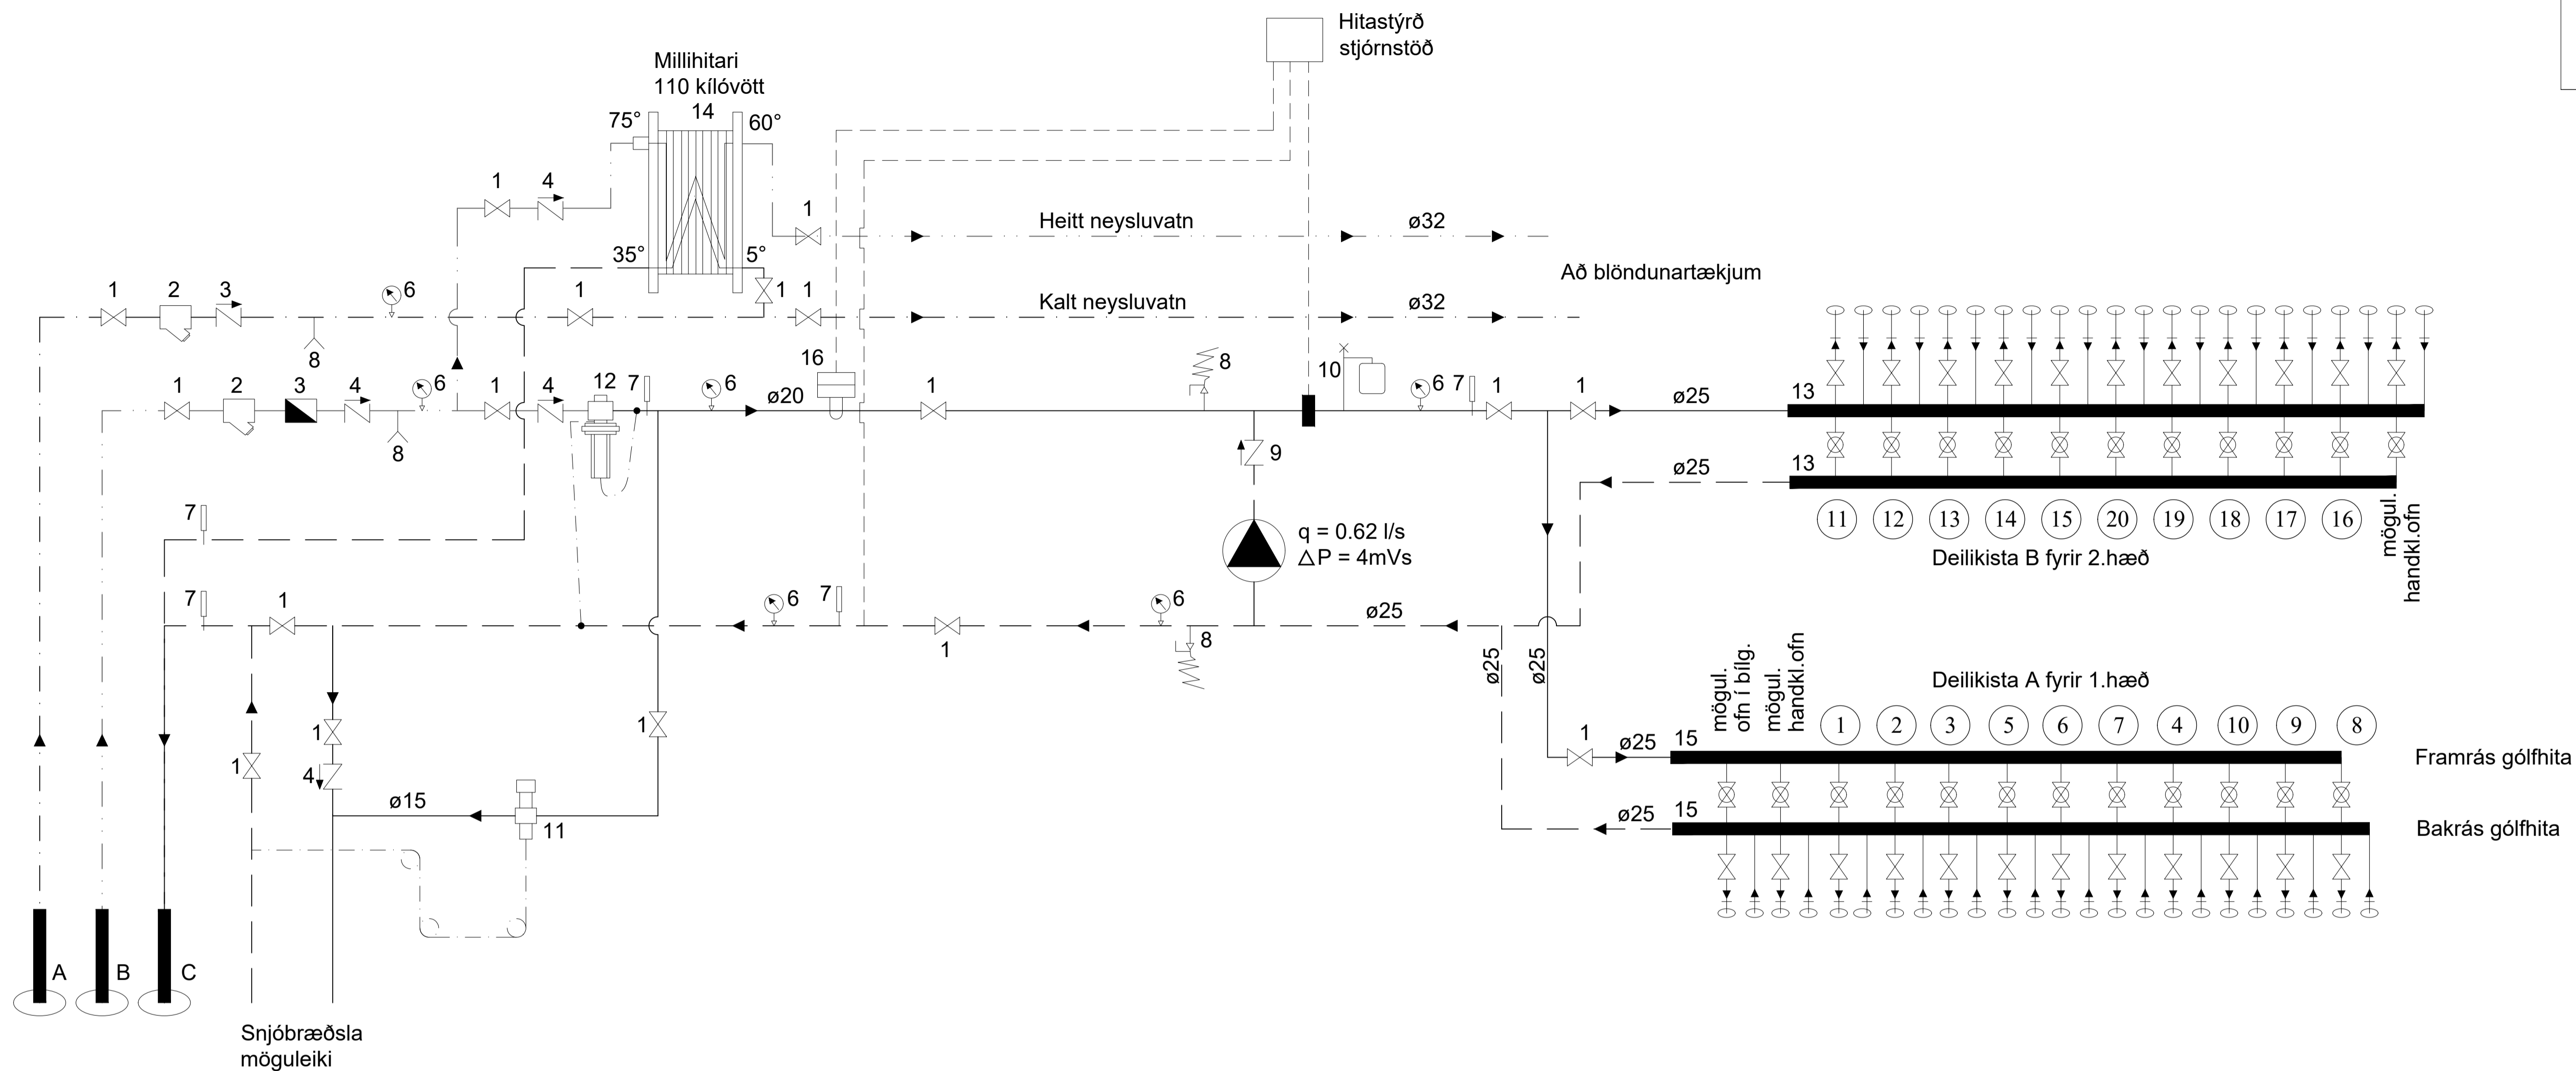 Hitastýrð
stjórnstöð
Millihitari
110 kílóvött
14
75°
60°
1
4
1
Heitt neysluvatn
ø32
35°
5°
Að blöndunartækjum
1
2
3
6
1
1
1
Kalt neysluvatn
ø32
8
16
8
10
1
2
3
4
6
1
4
12
7
6
ø20
1
6
7
1
1
ø25
13
8
9
ø25
13
7
q = 0.62 l/s
△P = 4mVs
11
12
13
14
15
20
19
18
17
16
mögul.
handkl.ofn
Deilikista B fyrir 2.hæð
7
1
6
7
1
6
8
ø25
ø25
ø25
mögul.
ofn í bílg.
mögul.
handkl.ofn
Deilikista A fyrir 1.hæð
1
2
3
5
6
7
4
10
9
8
1
1
1
ø25
15
Framrás gólfhita
1
4
ø15
11
ø25
15
Bakrás gólfhita
A
B
C
Snjóbræðsla
möguleiki